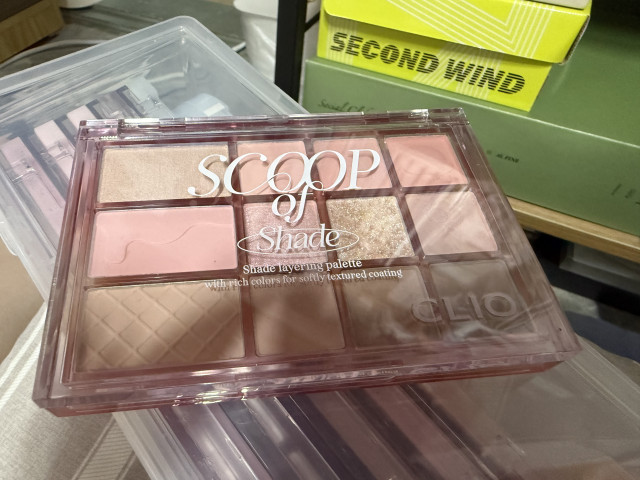 SECOND WIND
SCOOP
of
Shade
Shade layering palette
with rich colors for softly textured coating
CLIO